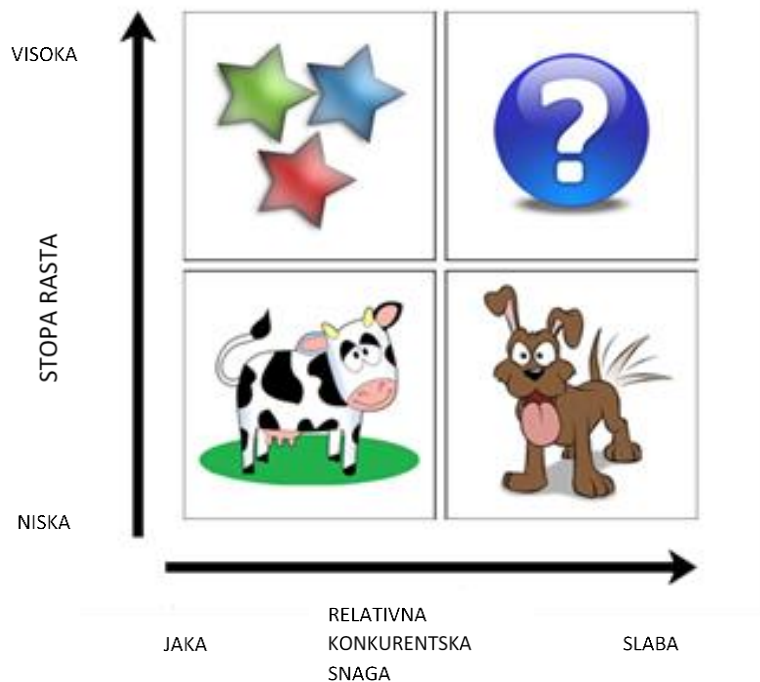 VISOKA
?
STOPA RASTA
NISKA
RELATIVNA
JAKA KONKURENTSKA SLABA
SNAGA